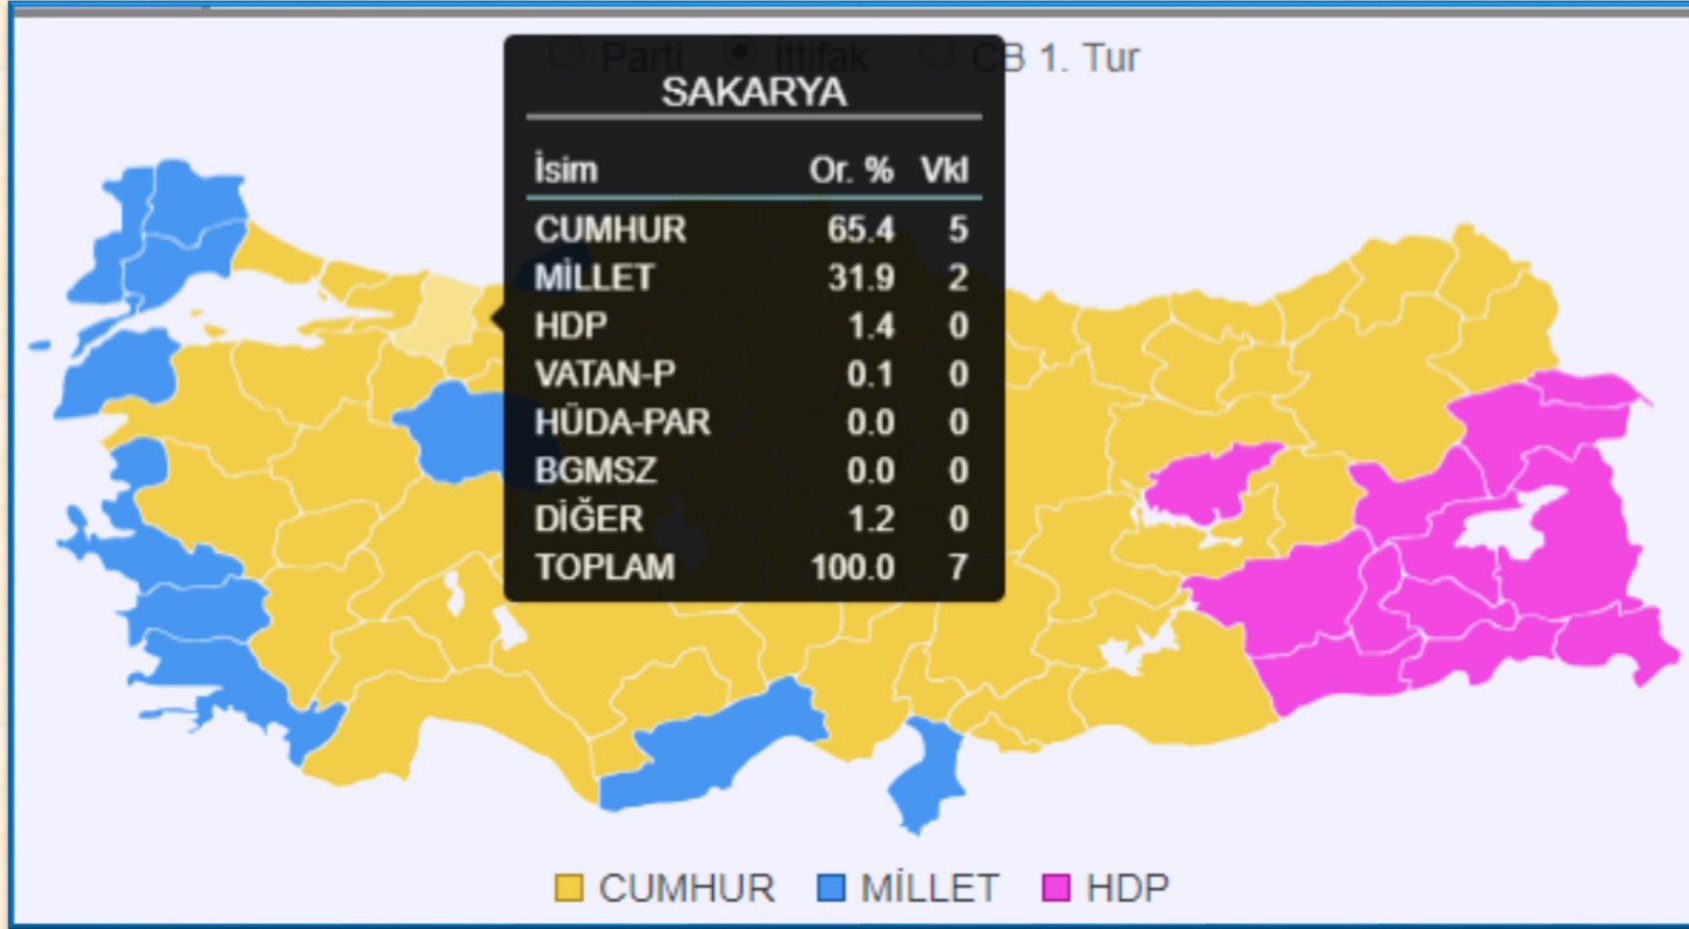 Parti İttifak CB 1. Tur
SAKARYA
İsim Or. % Vkl
CUMHUR 65.4 5
MİLLET 31.9 2
HDP 1.4 0
VATAN-P 0.1 0
HÜDA-PAR 0.0 0
BGMSZ 0.0 0
DİĞER 1.2 0
TOPLAM 100.0 7
CUMHUR MİLLET HDP